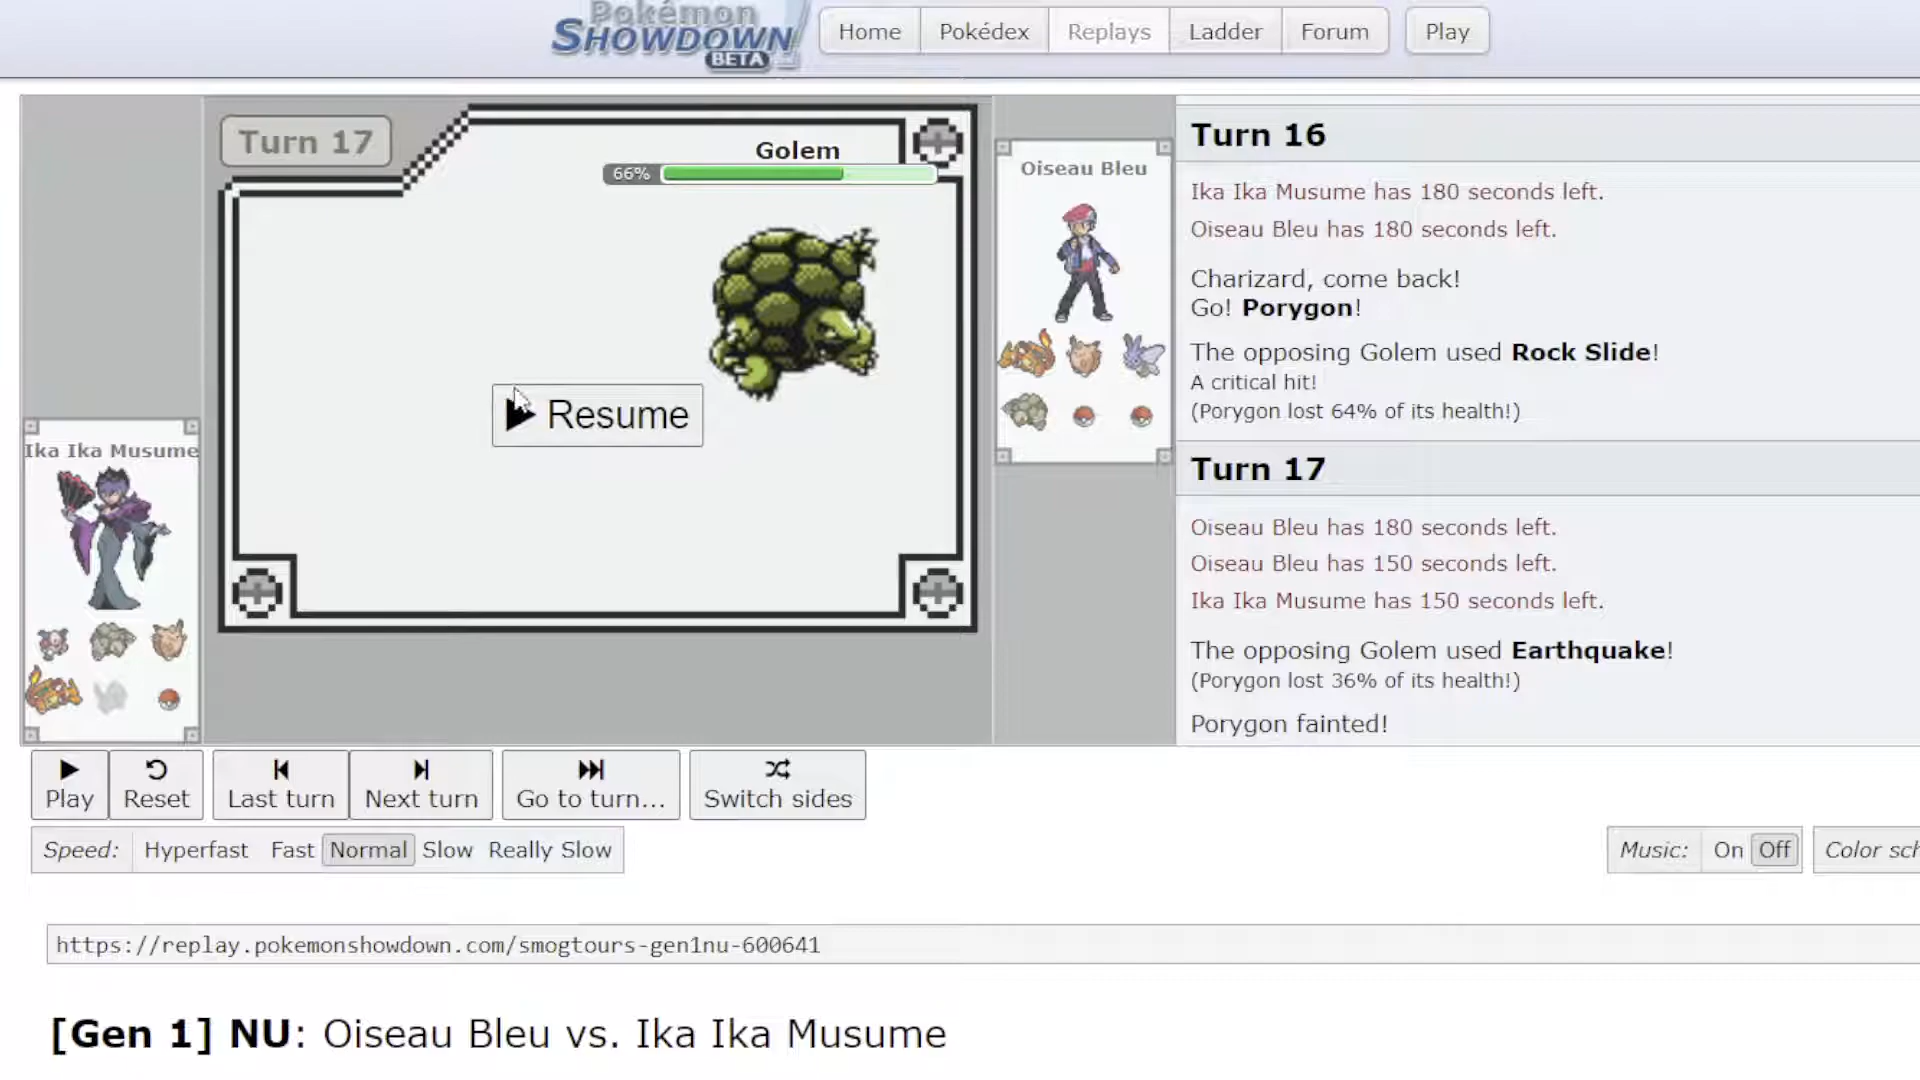 Pokémon
SHOWDOWN
BETA
Home
Pokédex
Replays
Ladder
Forum
Play
Turn 17
Golem
66%
Resume
Ika Ika Musume
Oiseau Bleu
Turn 16
Ika Ika Musume has 180 seconds left.
Oiseau Bleu has 180 seconds left.
Charizard, come back!
Go! Porygon!
The opposing Golem used Rock Slide!
A critical hit!
(Porygon lost 64% of its health!)
Turn 17
Oiseau Bleu has 180 seconds left.
Oiseau Bleu has 150 seconds left.
Ika Ika Musume has 150 seconds left.
The opposing Golem used Earthquake!
(Porygon lost 36% of its health!)
Porygon fainted!
Play
Reset
Last turn
Next turn
Go to turn...
Switch sides
Speed: Hyperfast Fast Normal Slow Really Slow
Music: On Off
Color sch
https://replay.pokemonshowdown.com/smogtours-gen1nu-600641
[Gen 1] NU: Oiseau Bleu vs. Ika Ika Musume